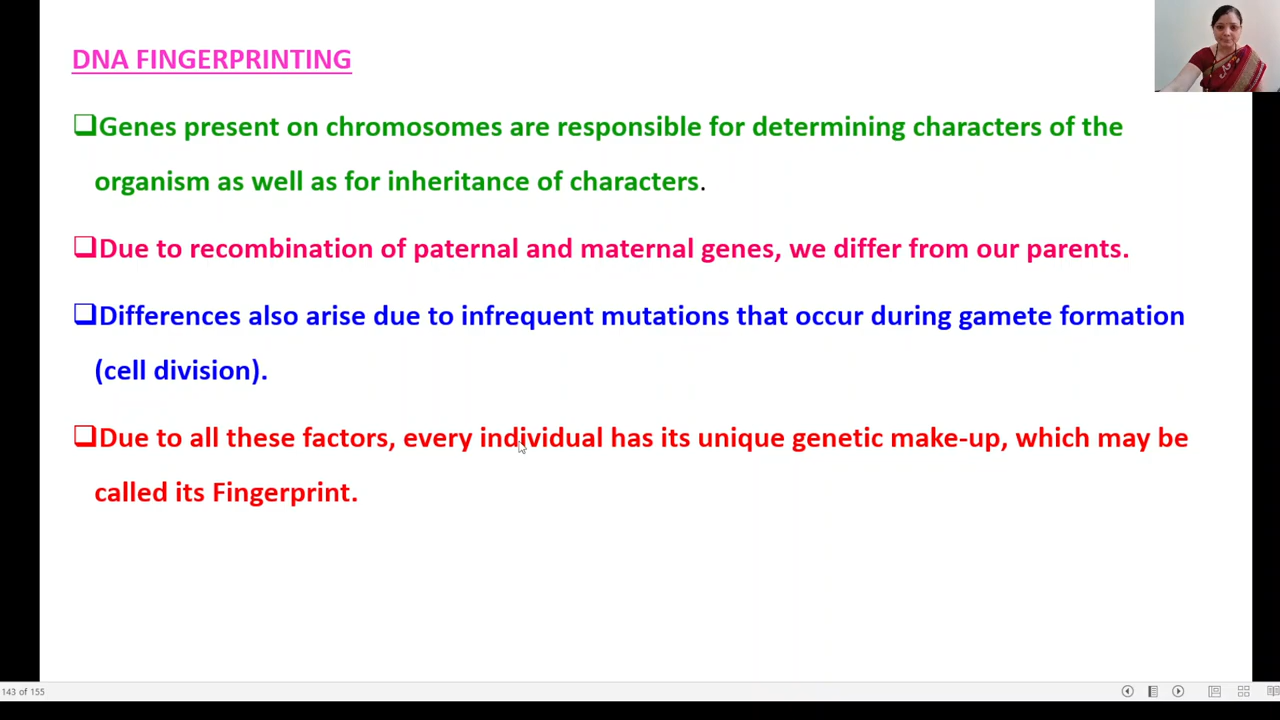 DNA FINGERPRINTING
❑Genes present on chromosomes are responsible for determining characters of the
organism as well as for inheritance of characters.
❑Due to recombination of paternal and maternal genes, we differ from our parents.
❑Differences also arise due to infrequent mutations that occur during gamete formation
(cell division).
❑Due to all these factors, every individual has its unique genetic make-up, which may be
called its Fingerprint.
143 of 155